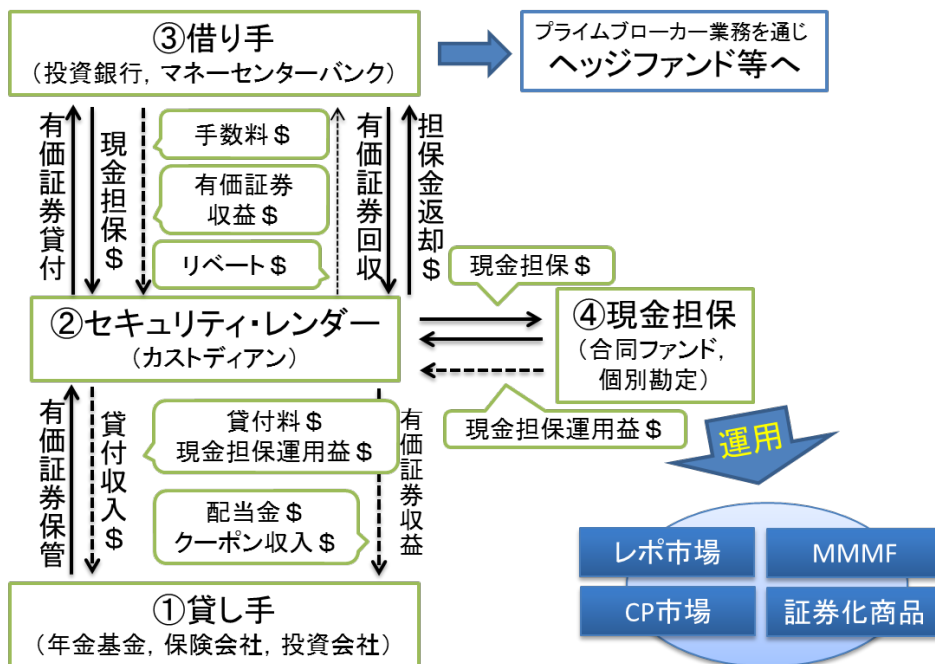 ③借り手
（投資銀行，マネーセンターバンク）
プライムブローカー業務を通じ
ヘッジファンド等へ
有価証券貸付
現金担保＄
手数料＄
有価証券
収益＄
リベート＄
有価証券回収
担保金返却＄
現金担保＄
②セキュリティ・レンダー
（カストディアン）
④現金担保
（合同ファンド，
個別勘定）
現金担保運用益＄
有価証券保管
貸付収入＄
貸付料＄
現金担保運用益＄
配当金＄
クーポン収入＄
有価証券収益
運用
レポ市場
MMMF
CP市場
証券化商品
①貸し手
（年金基金，保険会社，投資会社）